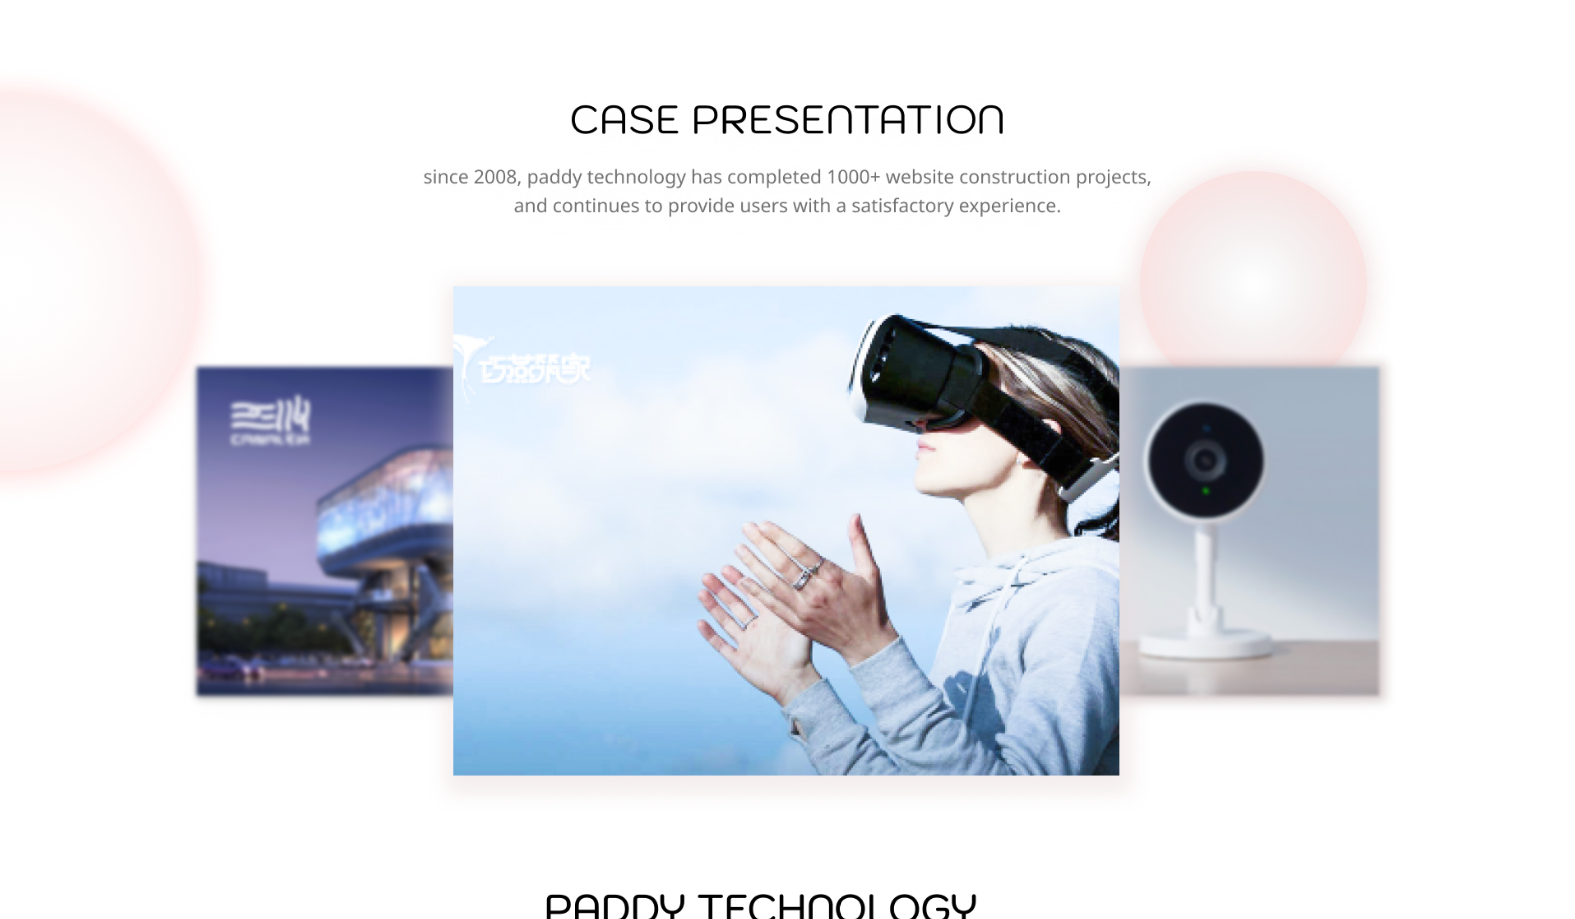 CASE PRESENTATION
since 2008, paddy technology has completed 1000+ website construction projects,
and continues to provide users with a satisfactory experience.
PADDY TECHNOLOGY